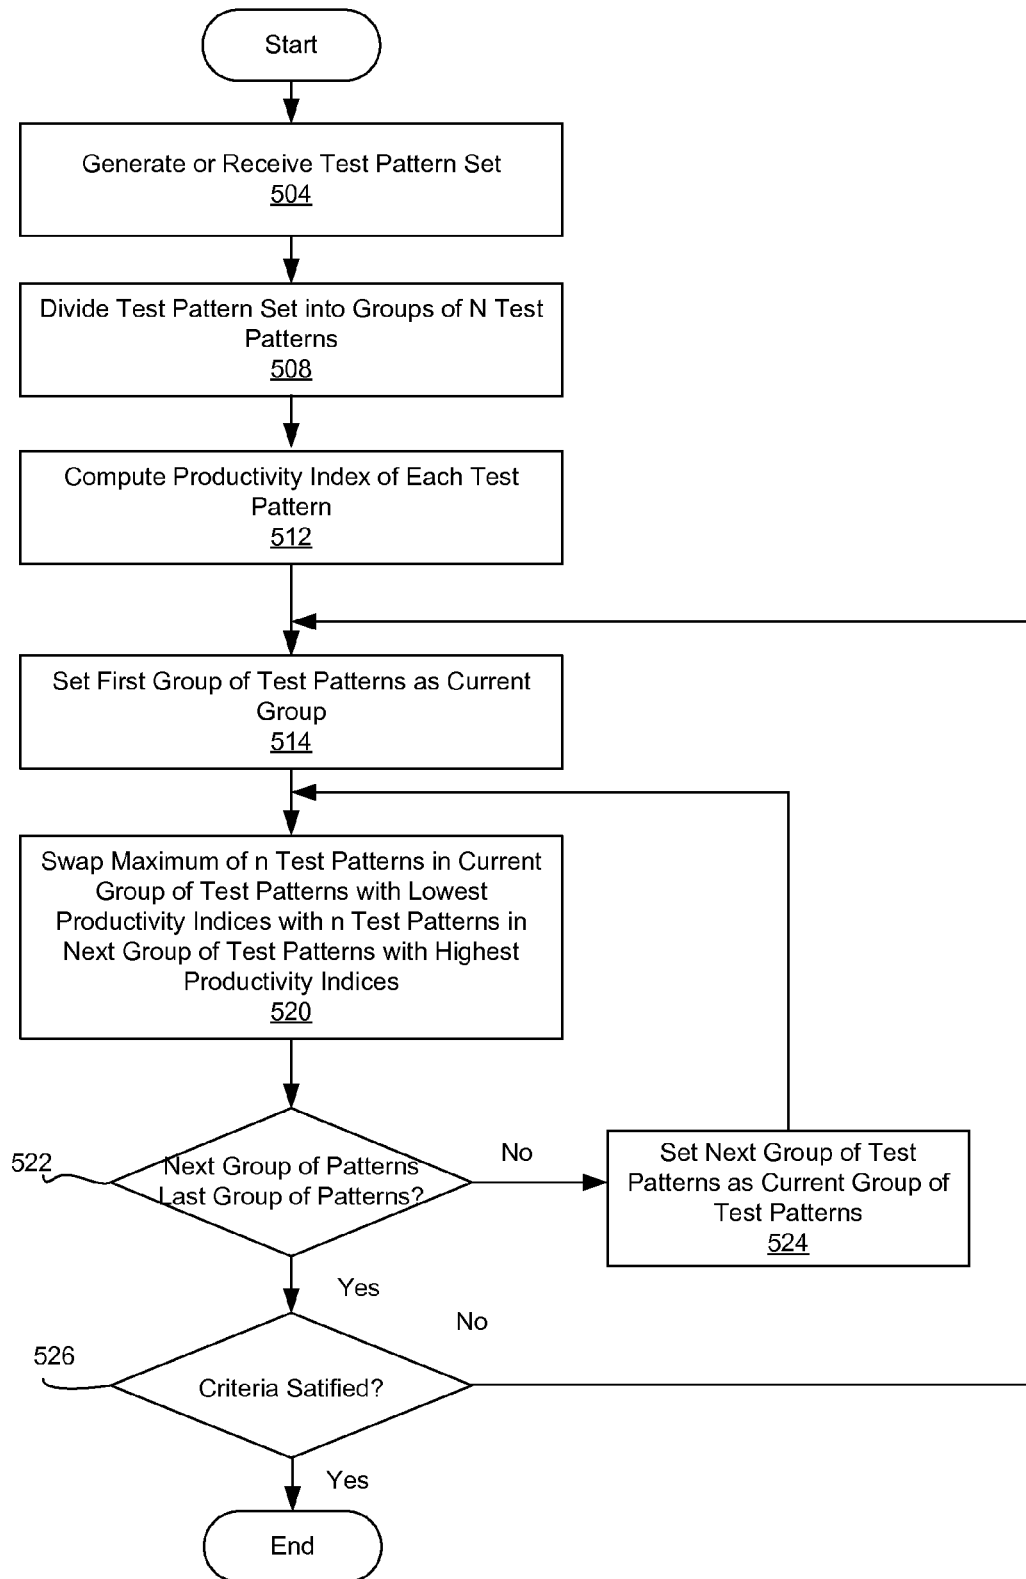 Start
Generate or Receive Test Pattern Set
504
Divide Test Pattern Set into Groups of N Test
Patterns
508
Compute Productivity Index of Each Test
Pattern
512
Set First Group of Test Patterns as Current
Group
514
Swap Maximum of n Test Patterns in Current
Group of Test Patterns with Lowest
Productivity Indices with n Test Patterns in
Next Group of Test Patterns with Highest
Productivity Indices
520
522
Next Group of Patterns
Last Group of Patterns?
No
Set Next Group of Test
Patterns as Current Group of
Test Patterns
524
Yes
No
526
Criteria Satified?
Yes
End